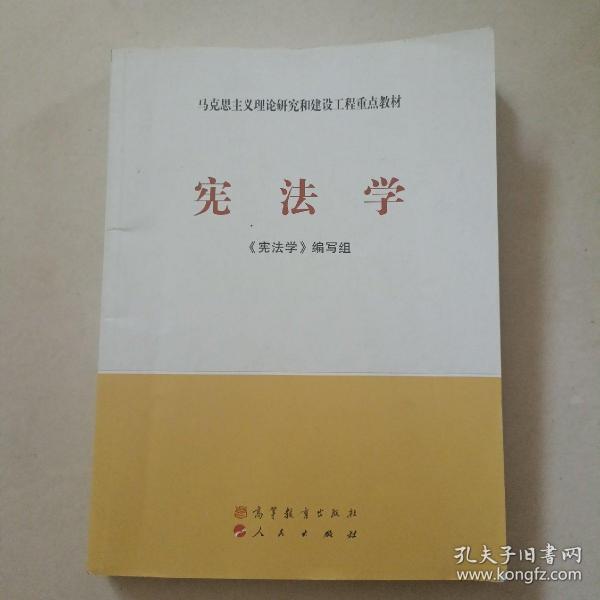 马克思主义理论研究和建设工程重点教材
宪法学
《宪法学》编写组
高等教育出版社
人民出版社
孔夫子旧书网
www.kongfz.com